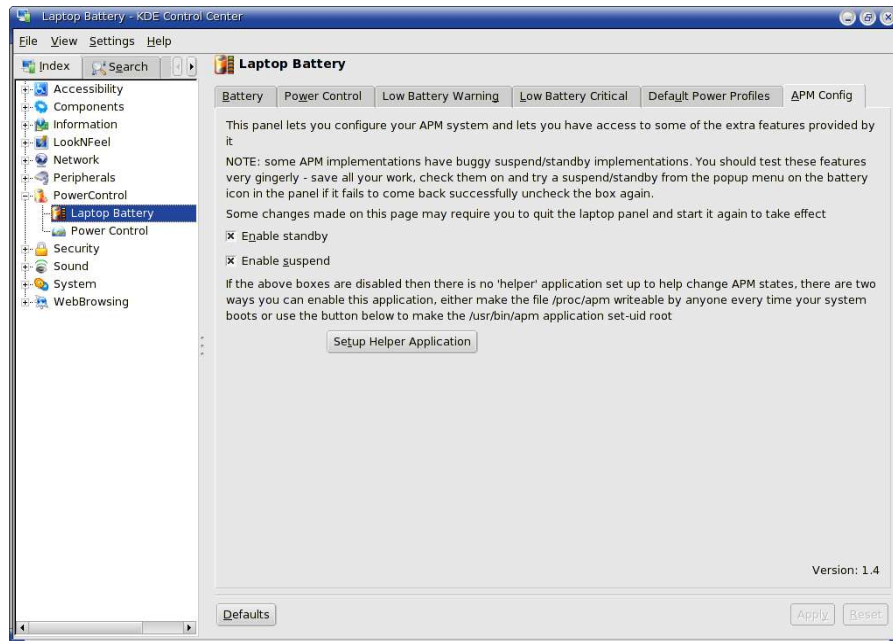 Laptop Battery - KDE Control Center
File View Settings Help
Index Search
Accessibility
Components
Information
LookNFeel
Network
Peripherals
PowerControl
Laptop Battery
Power Control
Security
Sound
System
WebBrowsing
Laptop Battery
Battery Power Control Low Battery Warning Low Battery Critical Default Power Profiles APM Config
This panel lets you configure your APM system and lets you have access to some of the extra features provided by
it
NOTE: some APM implementations have buggy suspend/standby implementations. You should test these features
very gingerly - save all your work, check them on and try a suspend/standby from the popup menu on the battery
icon in the panel if it fails to come back successfully uncheck the box again.
Some changes made on this page may require you to quit the laptop panel and start it again to take effect
Enable standby
Enable suspend
If the above boxes are disabled then there is no 'helper' application set up to help change APM states, there are two
ways you can enable this application, either make the file /proc/apm writeable by anyone every time your system
boots or use the button below to make the /usr/bin/apm application set-uid root
Setup Helper Application
Version: 1.4
Defaults Apply Reset